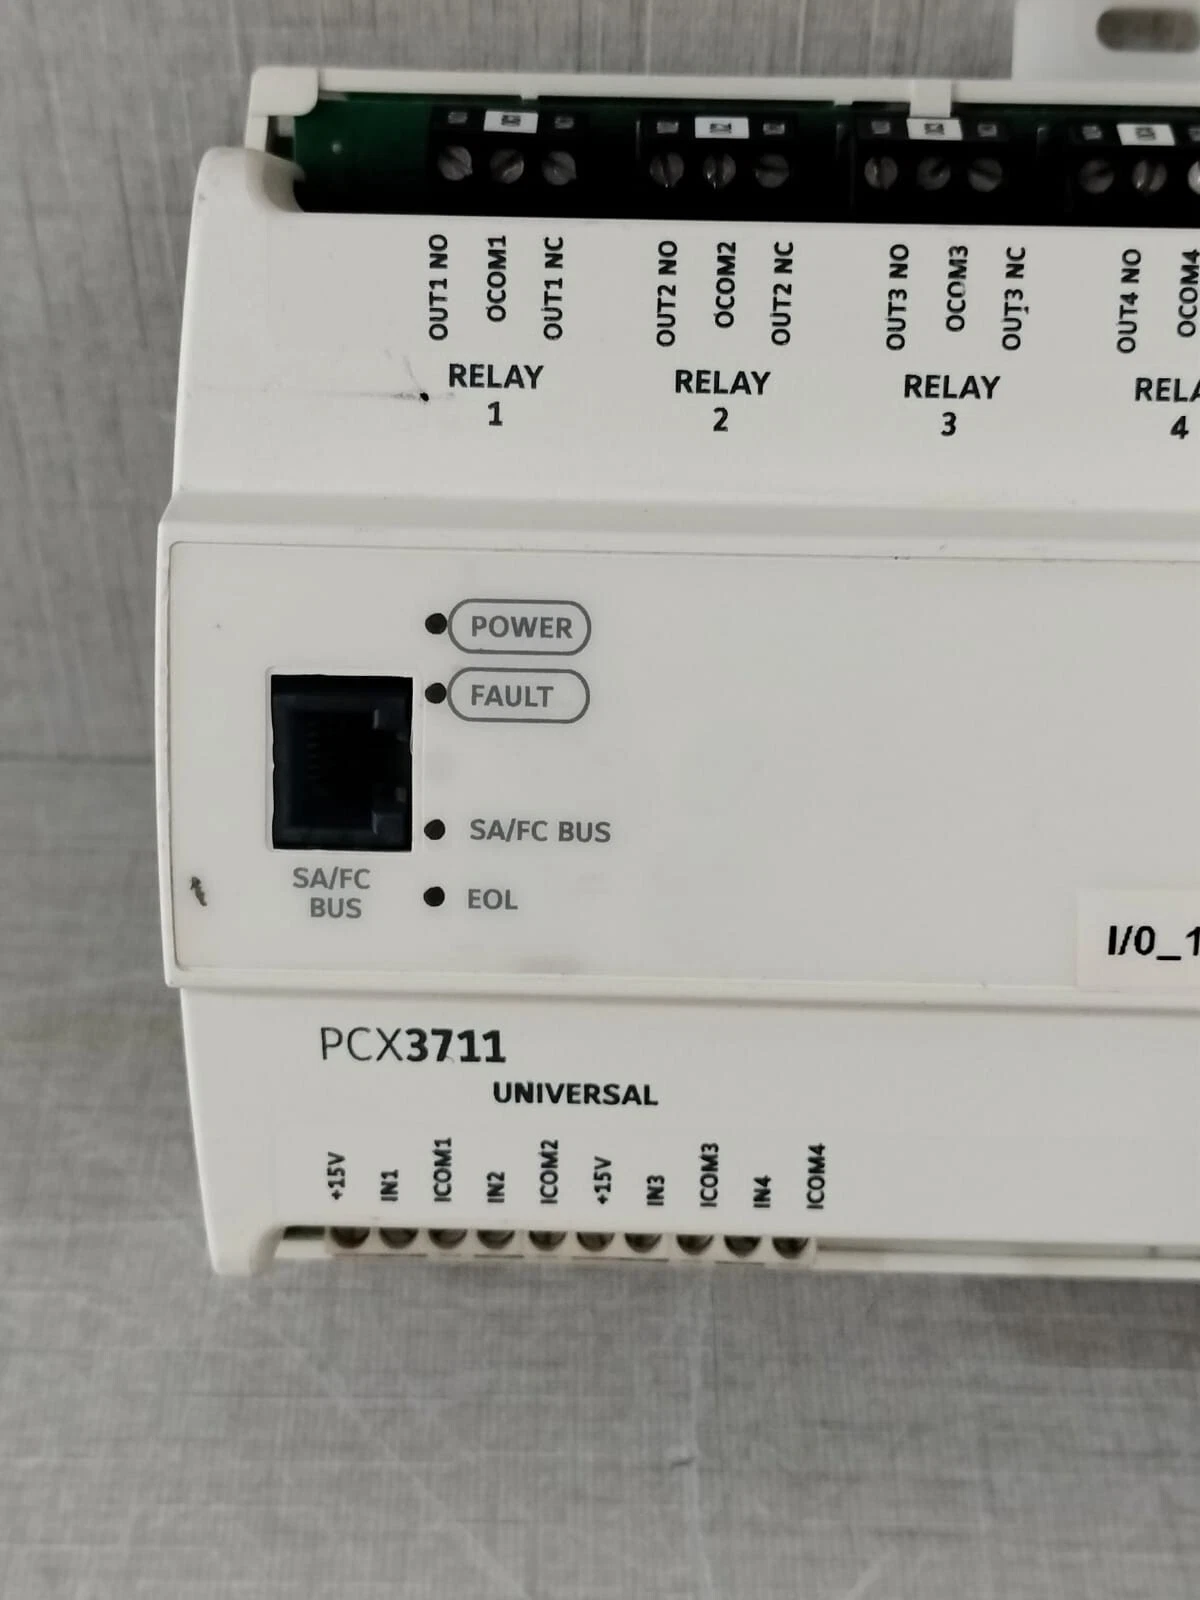 OUT1 NO
OCOM1
OUT1 NC
OUT2 NO
OCOM2
OUT2 NC
OUT3 NO
OCOM3
OUT3 NC
OUT4 NO
OCOM4
RELAY
1
RELAY
2
RELAY
3
RELA
4
POWER
FAULT
SA/FC BUS
EOL
SA/FC
BUS
I/0_1
PCX3711
UNIVERSAL
+15V
IN1
ICOM1
IN2
ICOM2
+15V
IN3
ICOM3
IN4
ICOM4